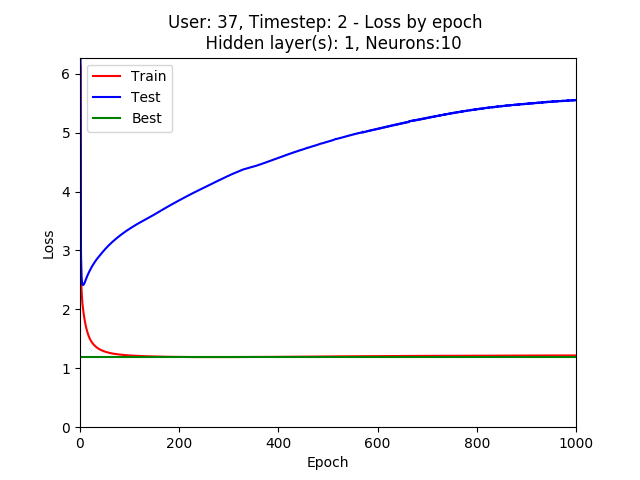 User: 37, Timestep: 2 - Loss by epoch
Hidden layer(s): 1, Neurons:10
Train
Test
Best
6
5
4
3
2
1
0
Loss
0 200 400 600 800 1000
Epoch